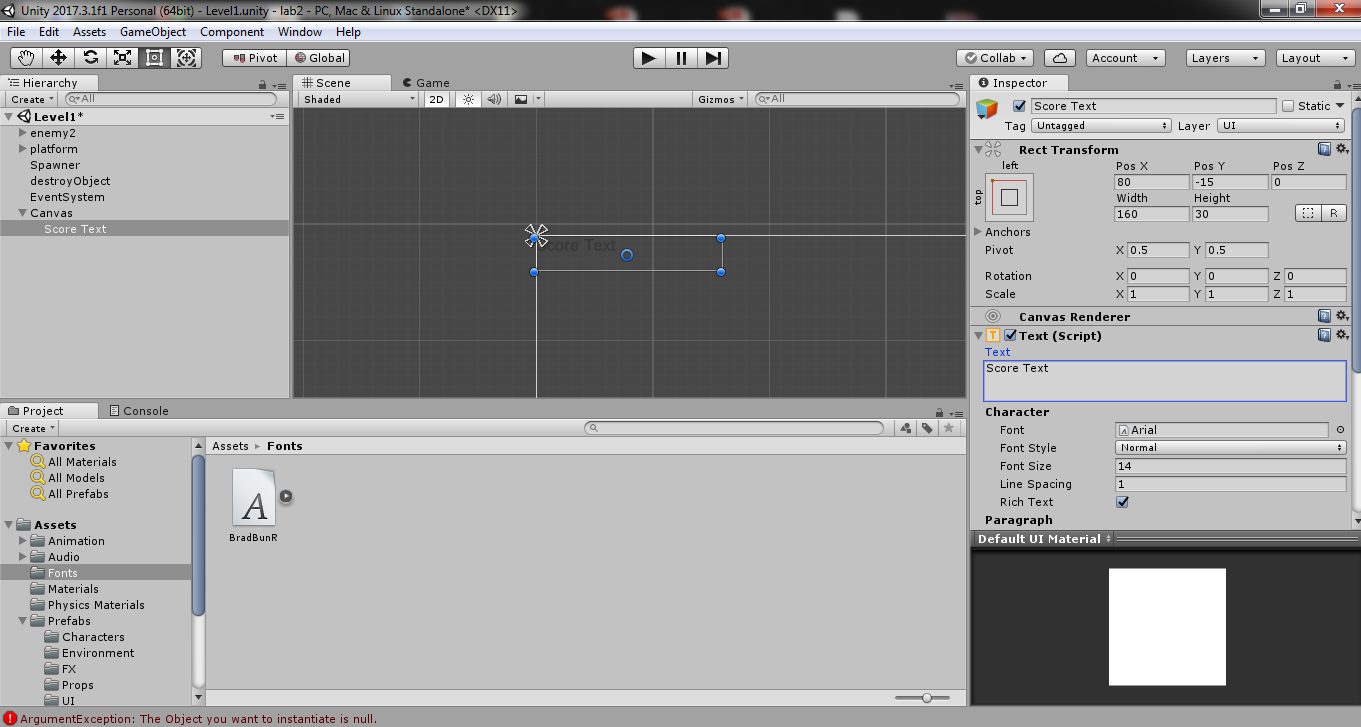 Unity 2017.3.1f1 Personal (64bit) - Level1.unity - lab2 - PC, Mac & Linux Standalone* <DX11>
File Edit Assets GameObject Component Window Help
Pivot Global Collab Account Layers Layout
Hierarchy
Create All
Level1*
enemy2
platform
Spawner
destroyObject
EventSystem
Canvas
Score Text
Scene Game
Shaded 2D Gizmos All
core Text
Inspector
Score Text Static
Tag Untagged Layer UI
Rect Transform
left Pos X Pos Y Pos Z
top 80 -15 0
Width Height
160 30 R
Anchors
Pivot X 0.5 Y 0.5
Rotation X 0 Y 0 Z 0
Scale X 1 Y 1 Z 1
Canvas Renderer
T Text (Script)
Text
Score Text
Character
Font Arial
Font Style Normal
Font Size 14
Line Spacing 1
Rich Text
Paragraph
Default UI Material
Project Console
Create
Favorites
All Materials
All Models
All Prefabs
Assets
Animation
Audio
Fonts
Materials
Physics Materials
Prefabs
Characters
Environment
FX
Props
UI
Assets Fonts
A
BradBunR
ArgumentException: The Object you want to instantiate is null.